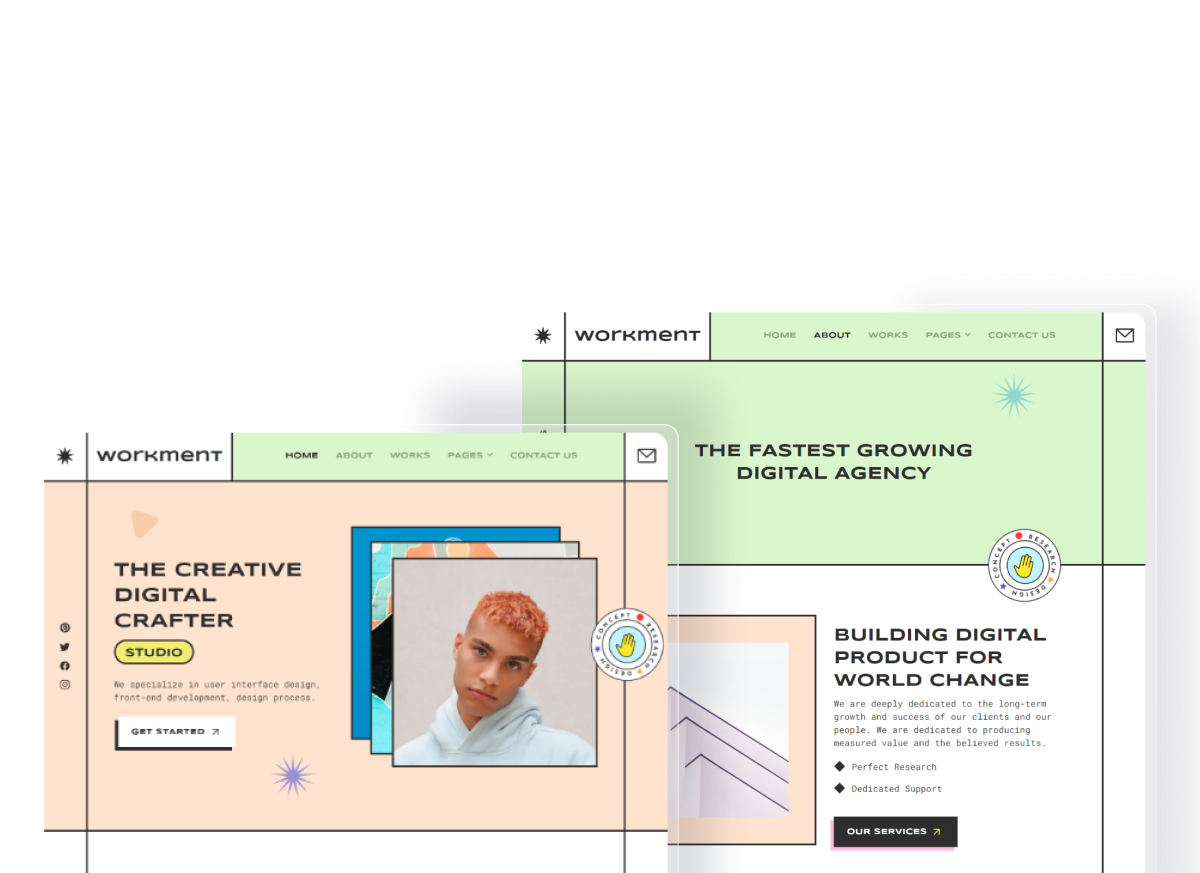 workment
HOME ABOUT WORKS PAGES CONTACT US
THE FASTEST GROWING
DIGITAL AGENCY
CONCEPT RESEARCH DESIGN
BUILDING DIGITAL
PRODUCT FOR
WORLD CHANGE
We are deeply dedicated to the long-term
growth and success of our clients and our
people. We are dedicated to producing
measured value and the believed results.
Perfect Research
Dedicated Support
OUR SERVICES
workment
HOME ABOUT WORKS PAGES CONTACT US
THE CREATIVE
DIGITAL
CRAFTER
STUDIO
We specialize in user interface design,
front-end development, design process.
GET STARTED
CONCEPT RESEARCH DESIGN